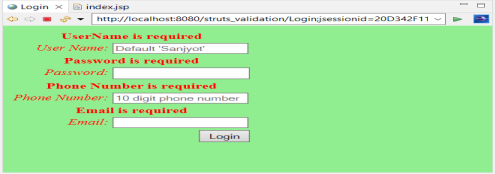 Login index.jsp
http://localhost:8080/struts_validation/Login;jsessionid=20D342F11
UserName is required
User Name: Default 'Sanjyot'
Password is required
Password:
Phone Number is required
Phone Number: 10 digit phone number
Email is required
Email:
Login